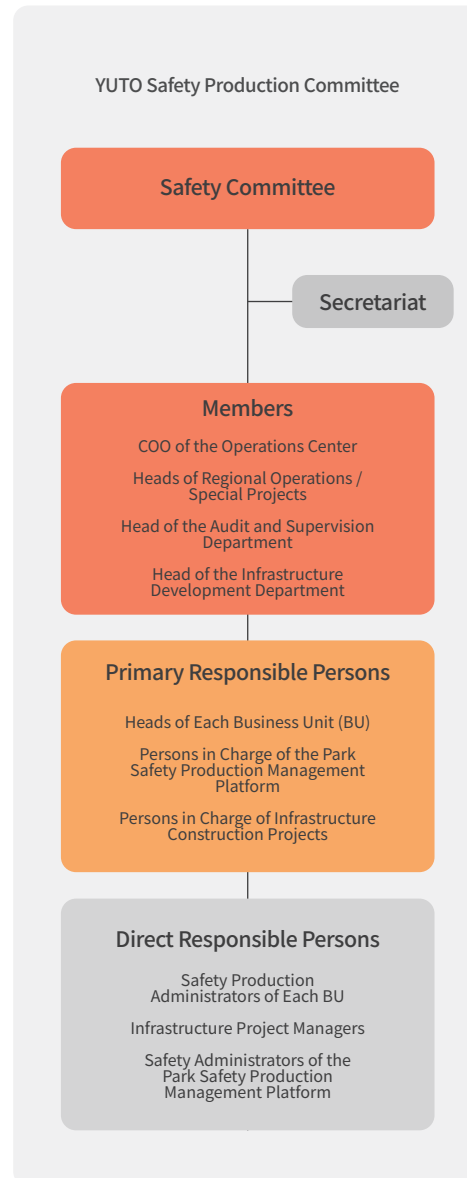 YUTO Safety Production Committee
Safety Committee
Secretariat
Members
COO of the Operations Center
Heads of Regional Operations /
Special Projects
Head of the Audit and Supervision
Department
Head of the Infrastructure
Development Department
Primary Responsible Persons
Heads of Each Business Unit (BU)
Persons in Charge of the Park
Safety Production Management
Platform
Persons in Charge of Infrastructure
Construction Projects
Direct Responsible Persons
Safety Production
Administrators of Each BU
Infrastructure Project Managers
Safety Administrators of the
Park Safety Production
Management Platform